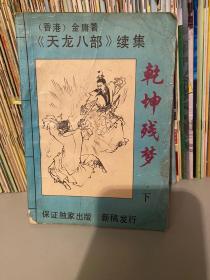 （香港）金庸著
《天龙八部》续集
乾坤残梦
下
保证独家出版 新稿发行